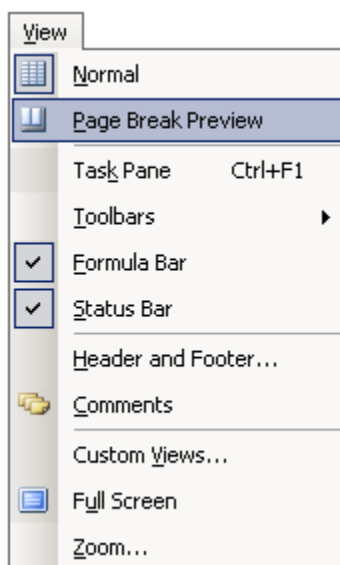 View
Normal
Page Break Preview
Task Pane Ctrl+F1
Toolbars
Formula Bar
Status Bar
Header and Footer...
Comments
Custom Views...
Full Screen
Zoom...